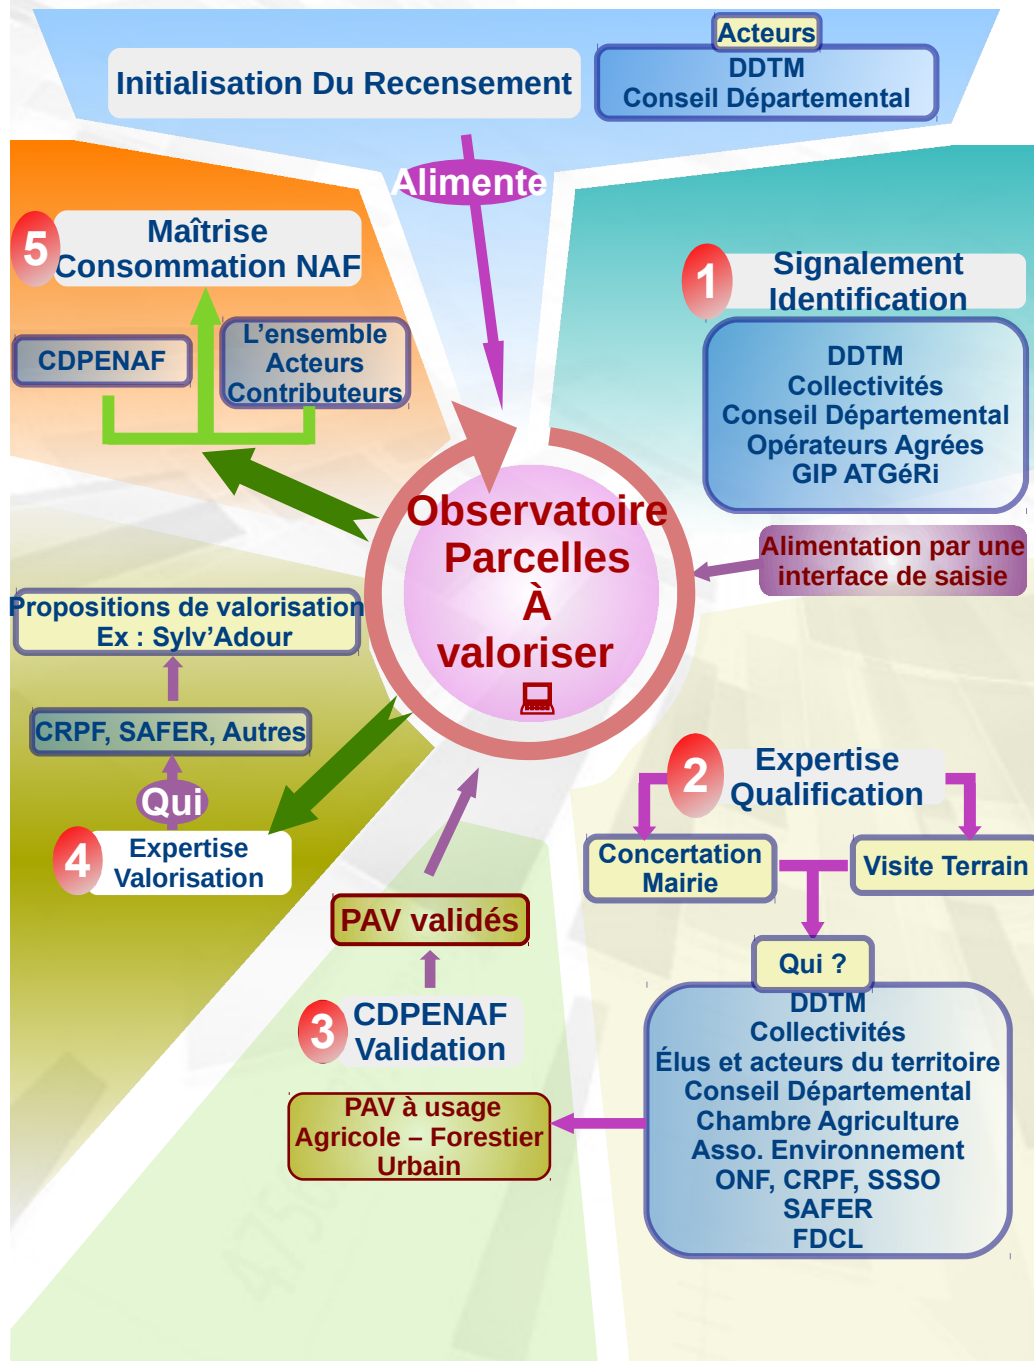 Acteurs
Initialisation Du Recensement
DDTM
Conseil Départemental
Alimente
5
Maîtrise
Consommation NAF
CDPENAF
L’ensemble
Acteurs
Contributeurs
1
Signalement
Identification
DDTM
Collectivités
Conseil Départemental
Opérateurs Agrées
GIP ATGéRi
Alimentation par une
interface de saisie
Observatoire
Parcelles
À
valoriser
2
Expertise
Qualification
Concertation
Mairie
Visite Terrain
Qui ?
DDTM
Collectivités
Élus et acteurs du territoire
Conseil Départemental
Chambre Agriculture
Asso. Environnement
ONF, CRPF, SSSO
SAFER
FDCL
PAV à usage
Agricole – Forestier
Urbain
3
CDPENAF
Validation
PAV validés
4
Expertise
Valorisation
Qui
CRPF, SAFER, Autres
Propositions de valorisation
Ex : Sylv’Adour
4750